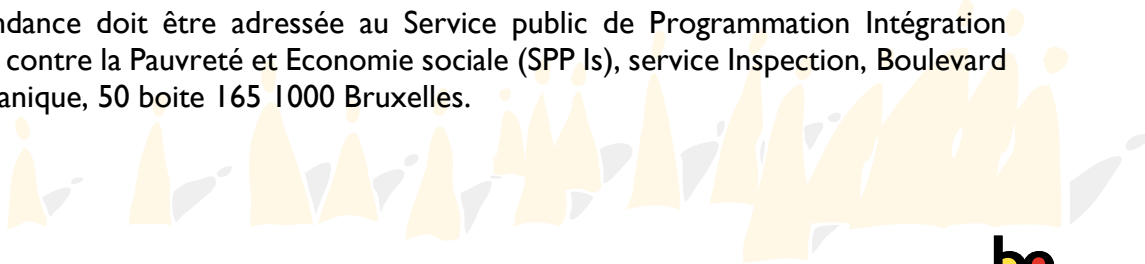 ndance doit être adressée au Service public de Programmation Intégration
contre la Pauvreté et Economie sociale (SPP Is), service Inspection, Boulevard
anique, 50 boite 165 1000 Bruxelles.
be